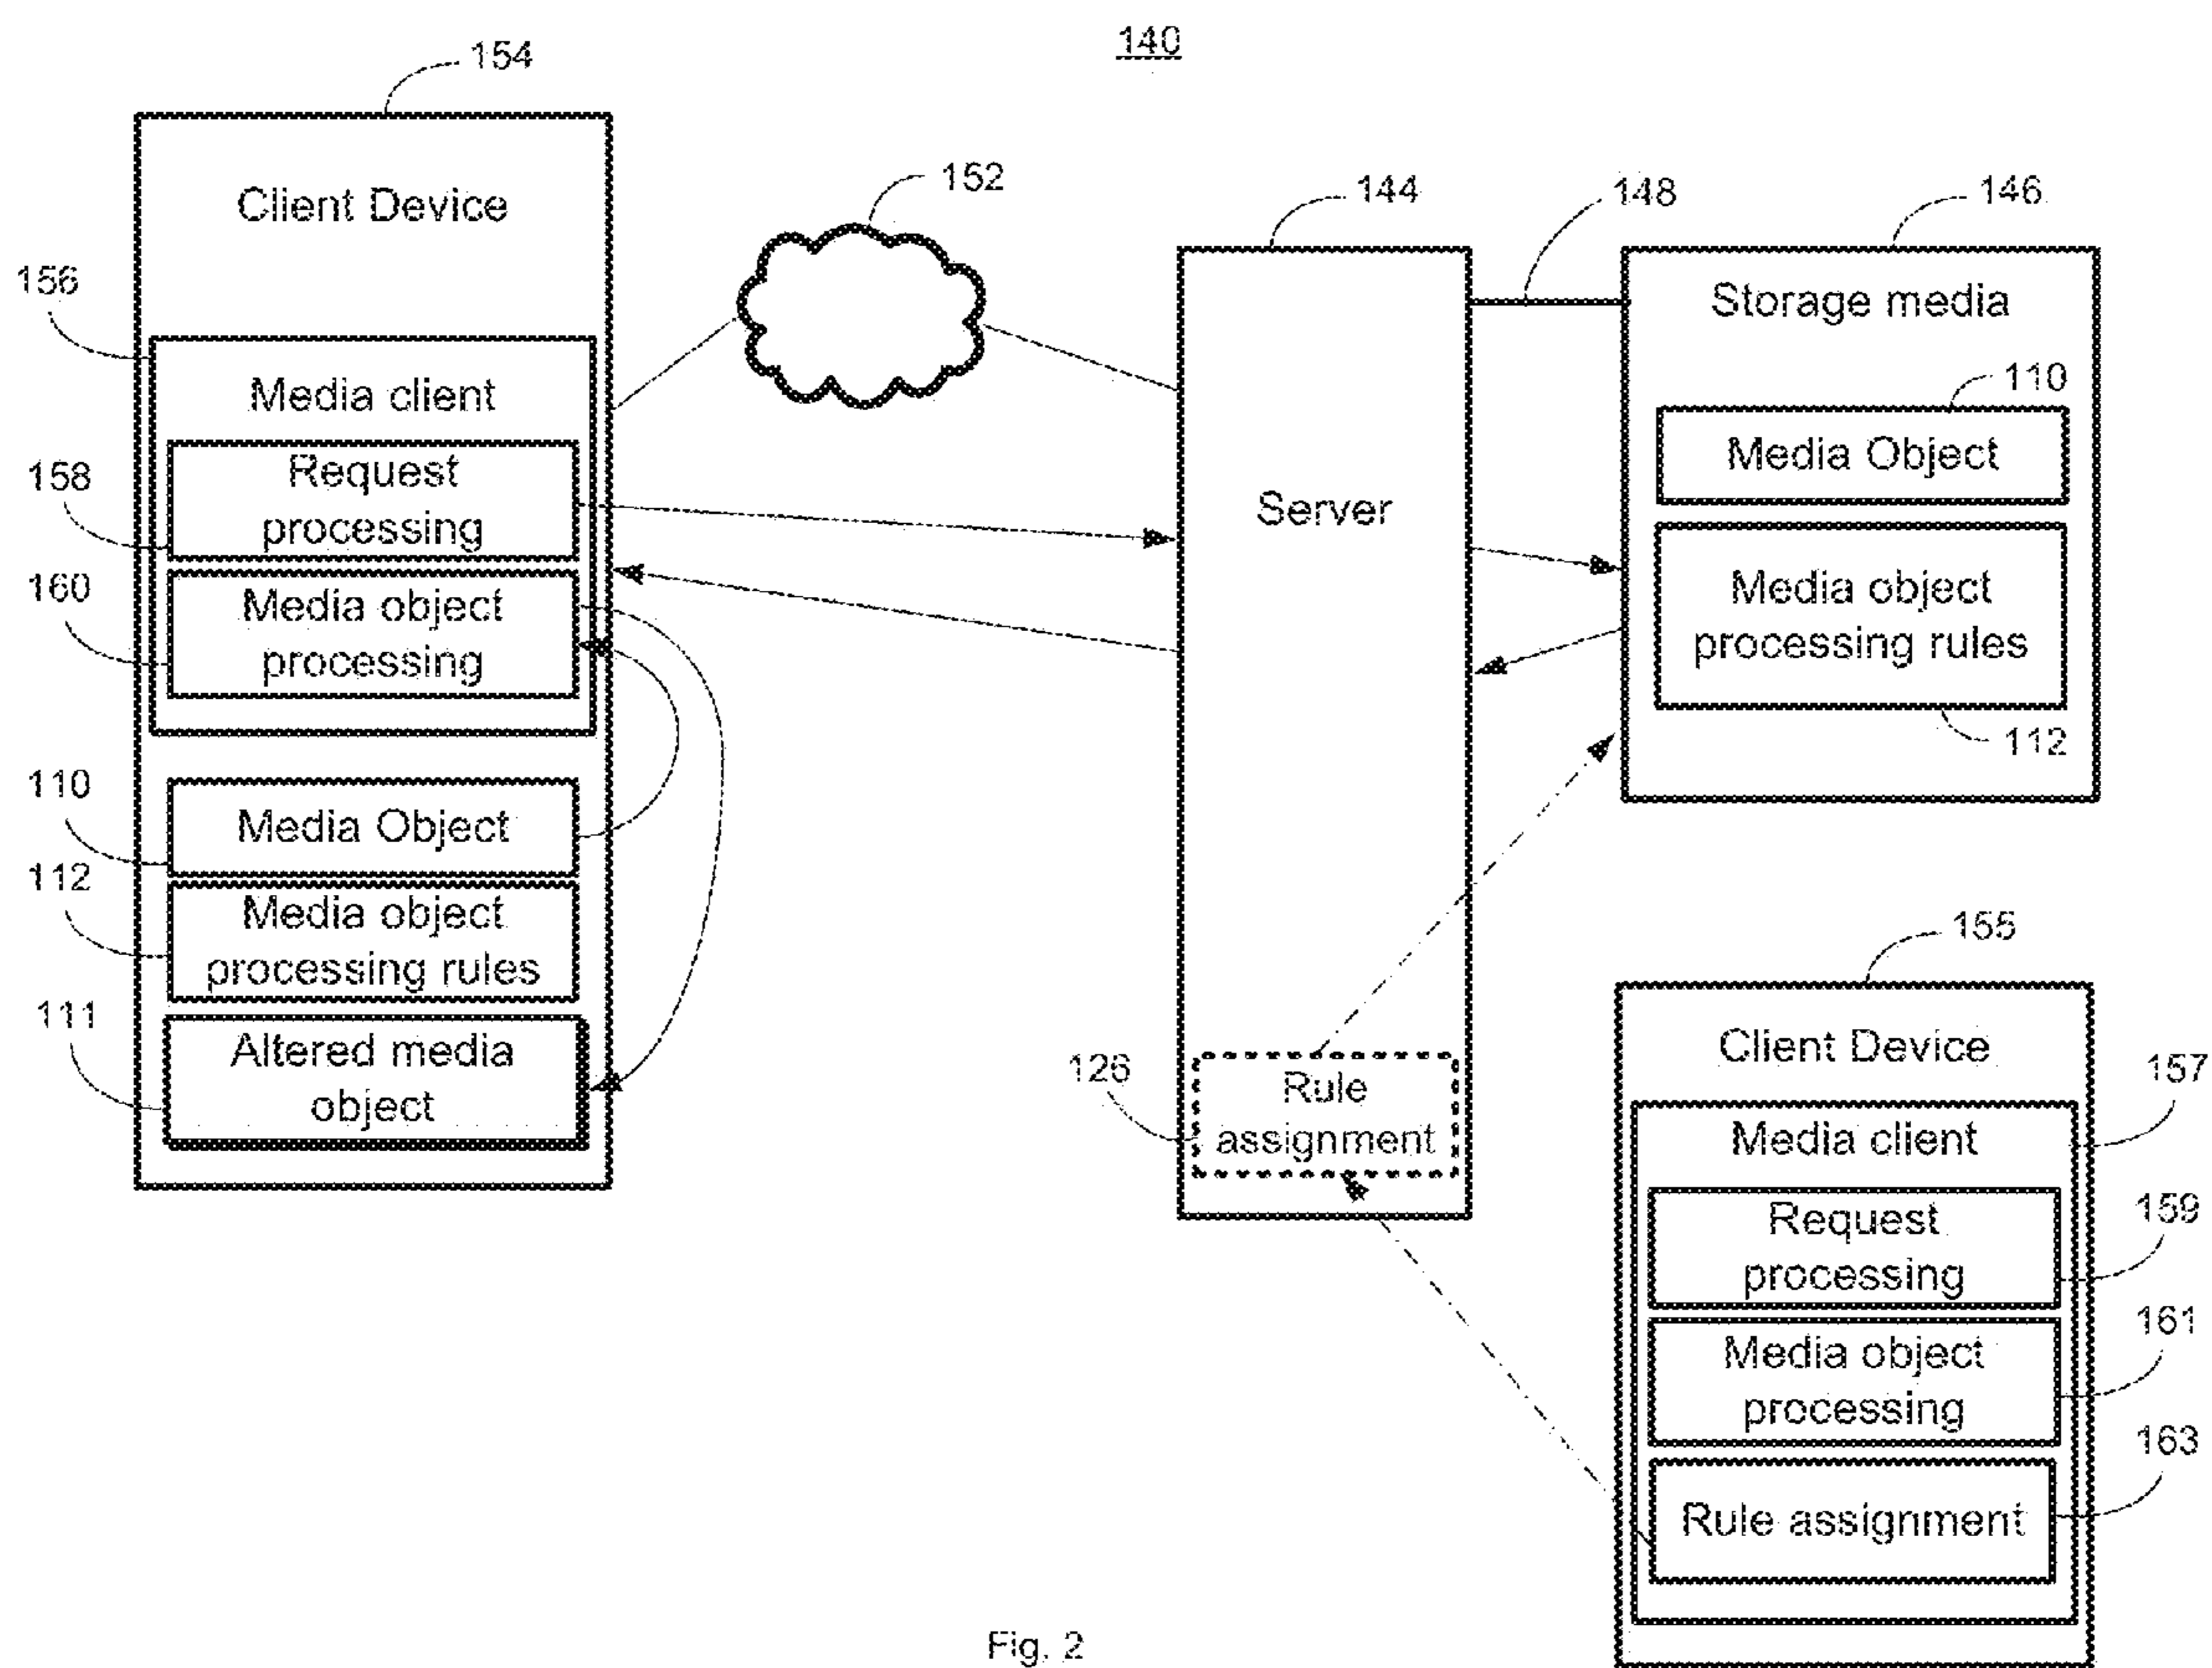 140
154
152
144
148
146
Client Device
156
Storage media
Media client
110
Media Object
158
Request
processing
Server
160
Media object
processing
Media object
processing rules
112
110
Media Object
112
Media object
processing rules
155
111
Altered media
object
Client Device
126
Rule
assignment
157
Media client
159
Request
processing
161
Media object
processing
163
Rule assignment
Fig. 2